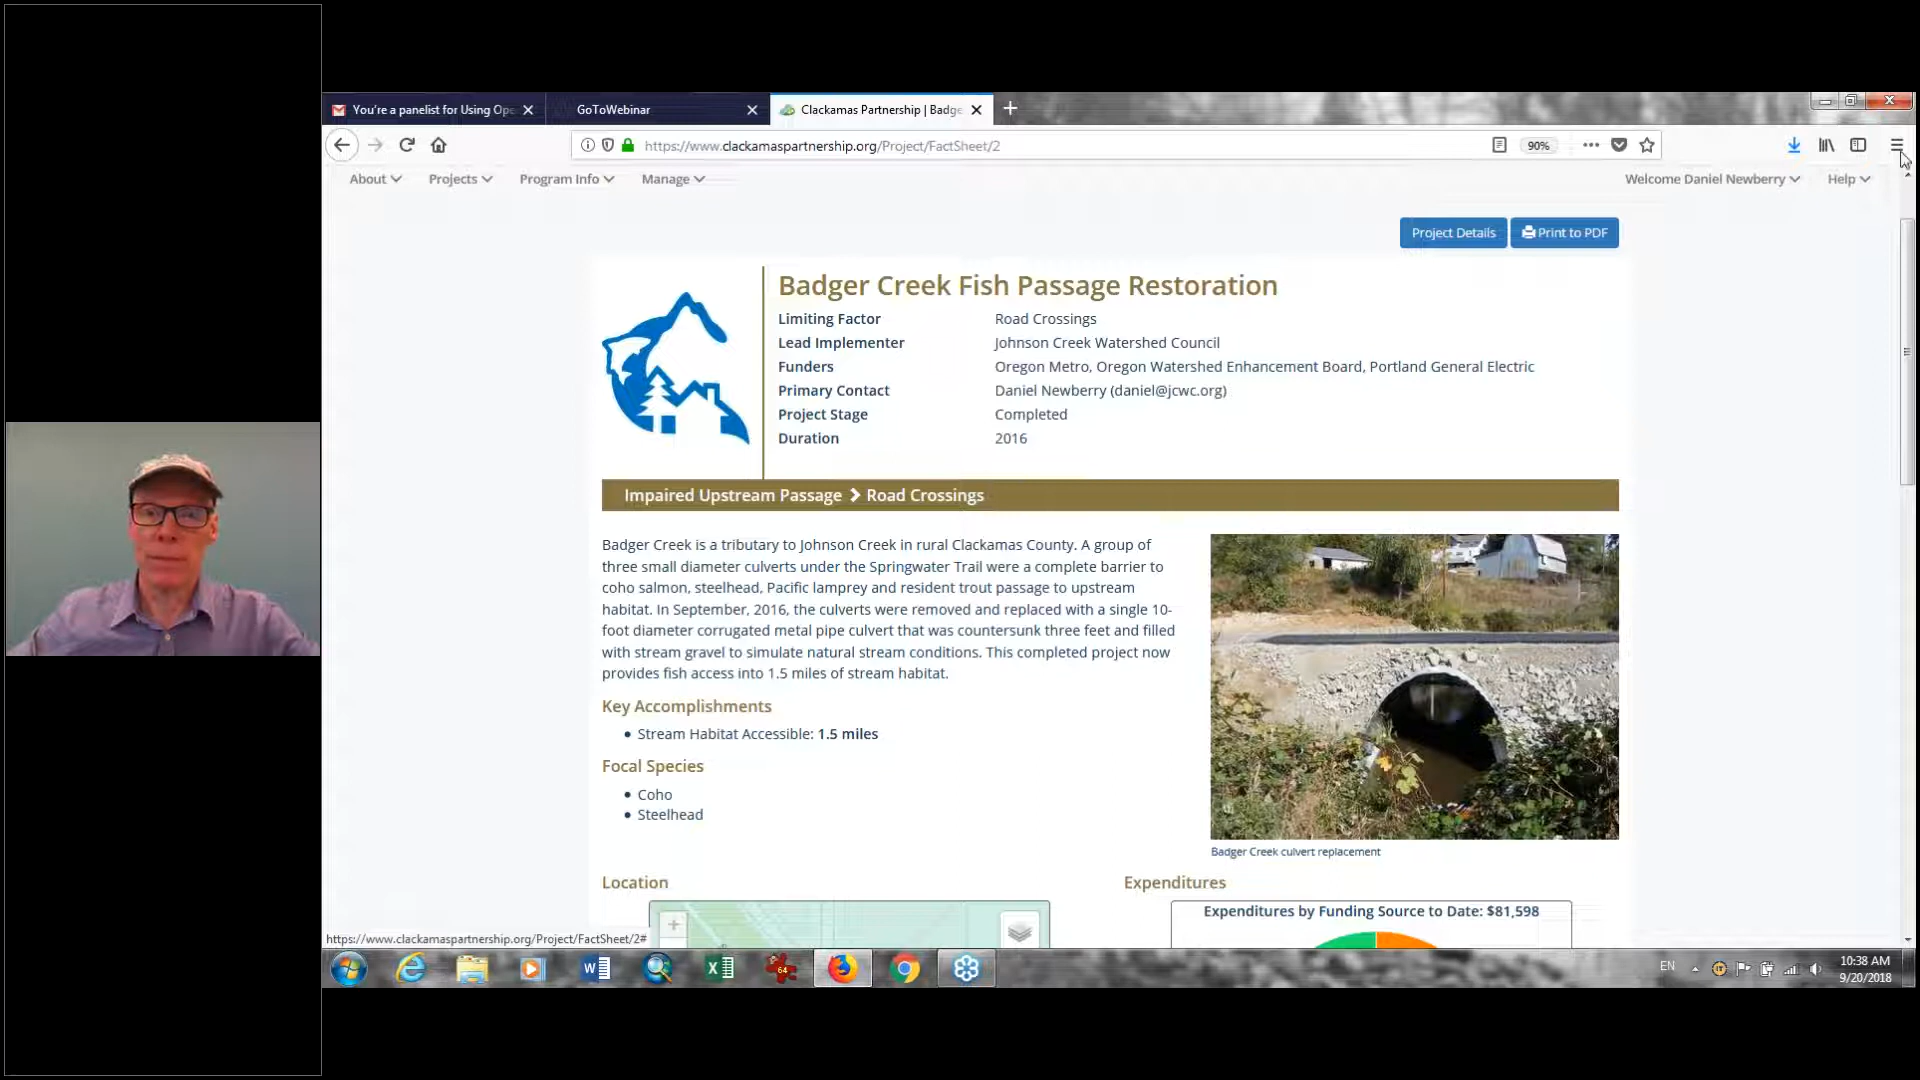 You're a panelist for Using Ope
GoToWebinar
Clackamas Partnership | Badge
https://www.clackamaspartnership.org/Project/FactSheet/2
90%
About
Projects
Program Info
Manage
Welcome Daniel Newberry
Help
Project Details
Print to PDF
Badger Creek Fish Passage Restoration
Limiting Factor Road Crossings
Lead Implementer Johnson Creek Watershed Council
Funders Oregon Metro, Oregon Watershed Enhancement Board, Portland General Electric
Primary Contact Daniel Newberry (daniel@jcwc.org)
Project Stage Completed
Duration 2016
Impaired Upstream Passage > Road Crossings
Badger Creek is a tributary to Johnson Creek in rural Clackamas County. A group of
three small diameter culverts under the Springwater Trail were a complete barrier to
coho salmon, steelhead, Pacific lamprey and resident trout passage to upstream
habitat. In September, 2016, the culverts were removed and replaced with a single 10-
foot diameter corrugated metal pipe culvert that was countersunk three feet and filled
with stream gravel to simulate natural stream conditions. This completed project now
provides fish access into 1.5 miles of stream habitat.
Key Accomplishments
• Stream Habitat Accessible: 1.5 miles
Focal Species
• Coho
• Steelhead
Badger Creek culvert replacement
Location
Expenditures
+
Expenditures by Funding Source to Date: $81,598
https://www.clackamaspartnership.org/Project/FactSheet/2#
64
EN
10:38 AM
9/20/2018